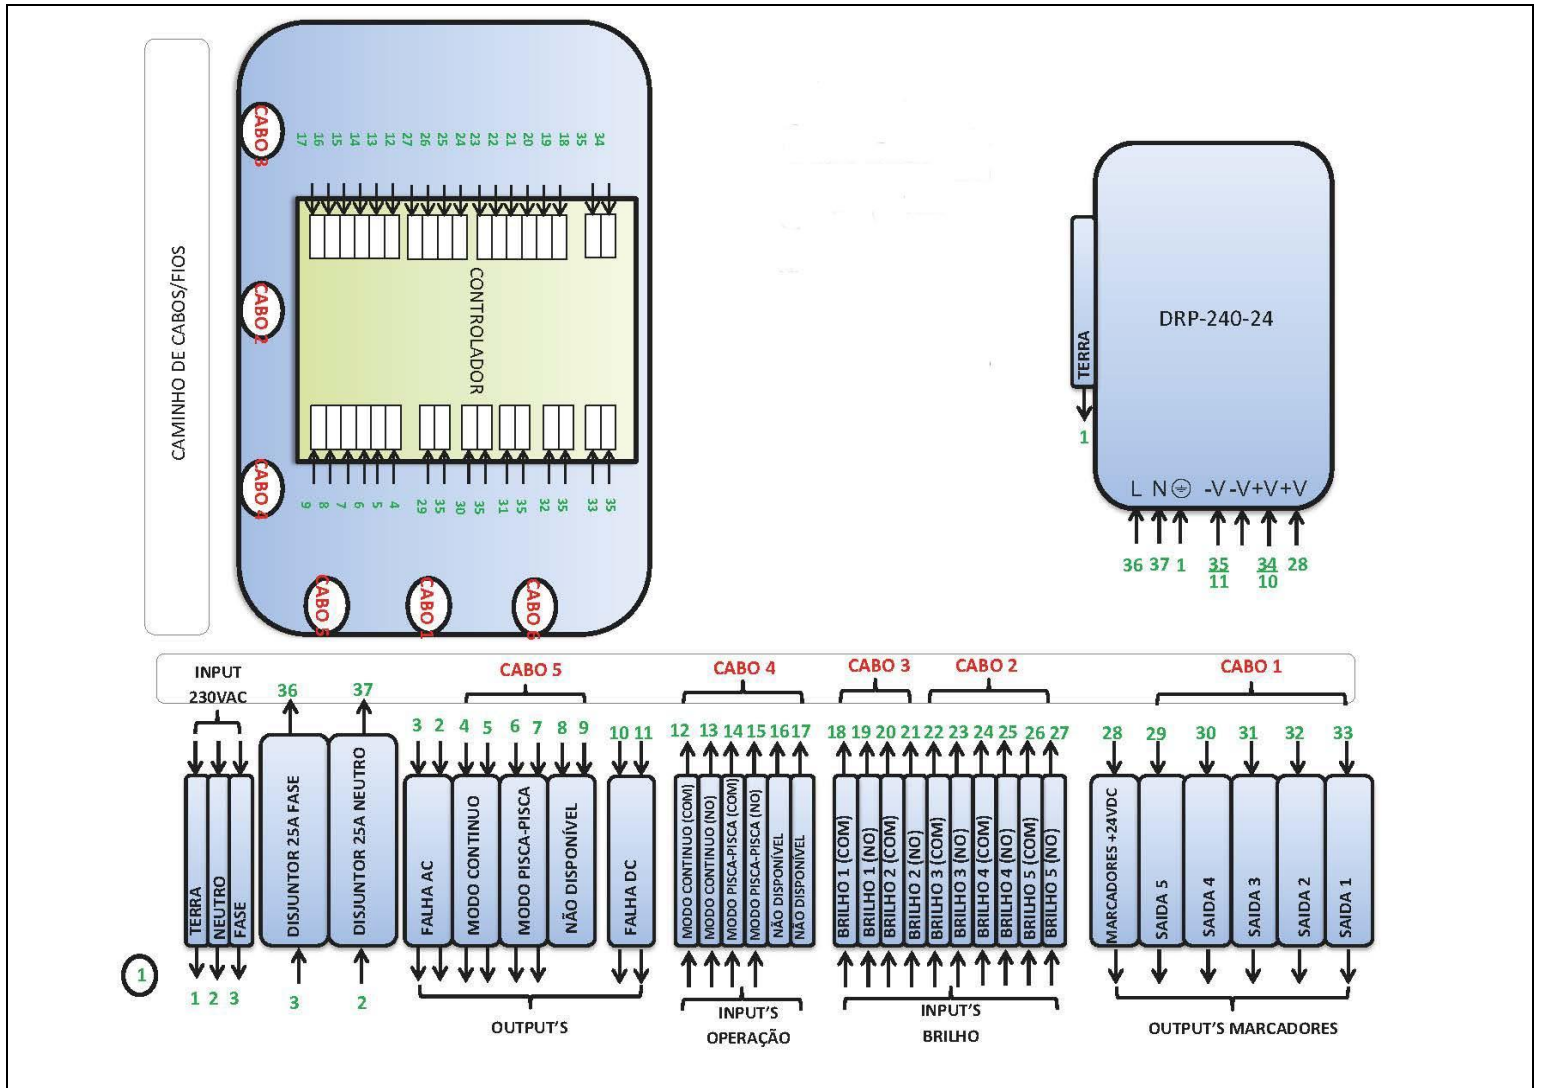 CAMINHO DE CABOS/FIOS
CABO 3
CABO 2
CABO 4
CABO 5
CABO 1
CABO 6
17 16 15 14 13 12 27 26 25 24 23 22 21 20 19 18 35 34
CONTROLADOR
9 8 7 6 5 4 29 35 30 35 31 35 32 35 33 35
DRP-240-24
TERRA
1
L N -V -V +V +V
36 37 1 35 34 28
11 10
INPUT
230VAC
CABO 5
CABO 4
CABO 3
CABO 2
CABO 1
36 37
3 2 4 5 6 7 8 9 10 11
12 13 14 15 16 17
18 19 20 21 22 23 24 25 26 27
28 29 30 31 32 33
TERRA
NEUTRO
FASE
DISJUNTOR 25A FASE
DISJUNTOR 25A NEUTRO
FALHA AC
MODO CONTINUO
MODO PISCA-PISCA
NÃO DISPONÍVEL
FALHA DC
MODO CONTINUO (COM)
MODO CONTINUO (NO)
MODO PISCA-PISCA (COM)
MODO PISCA-PISCA (NO)
NÃO DISPONIVEL
NÃO DISPONIVEL
BRILHO 1 (COM)
BRILHO 1 (NO)
BRILHO 2 (COM)
BRILHO 2 (NO)
BRILHO 3 (COM)
BRILHO 3 (NO)
BRILHO 4 (COM)
BRILHO 4 (NO)
BRILHO 5 (COM)
BRILHO 5 (NO)
MARCADORES +24VDC
SAIDA 5
SAIDA 4
SAIDA 3
SAIDA 2
SAIDA 1
1
1 2 3
3
2
OUTPUT'S
INPUT'S
OPERAÇÃO
INPUT'S
BRILHO
OUTPUT'S MARCADORES